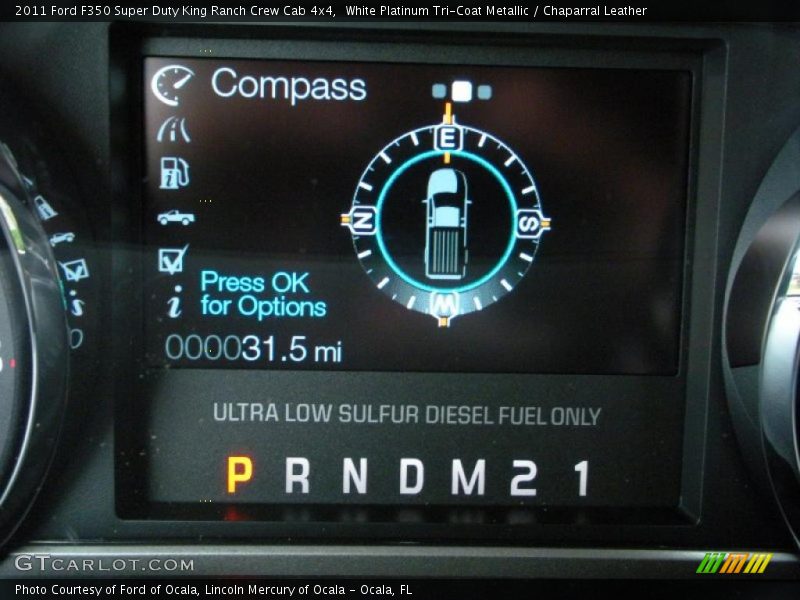 2011 Ford F350 Super Duty King Ranch Crew Cab 4x4,  White Platinum Tri-Coat Metallic / Chaparral Leather
Compass
E
N
S
W
Press OK
for Options
000031.5 mi
ULTRA LOW SULFUR DIESEL FUEL ONLY
P R N D M 2 1
GTCARLOT.COM
Photo Courtesy of Ford of Ocala, Lincoln Mercury of Ocala - Ocala, FL